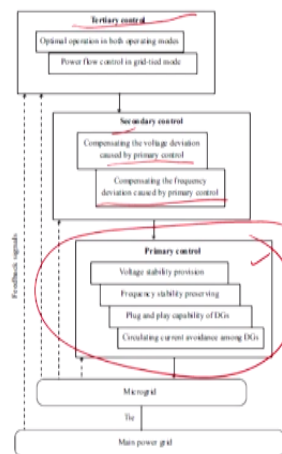 Tertiary control
Optimal operation in both operating modes
Power flow control in grid-tied mode
Secondary control
Compensating the voltage deviation
caused by primary control
Compensating the frequency
deviation caused by primary control
Primary control
Voltage stability provision
Frequency stability preserving
Plug and play capability of DGs
Circulating current avoidance among DGs
Feedback signals
Microgrid
Tie
Main power grid